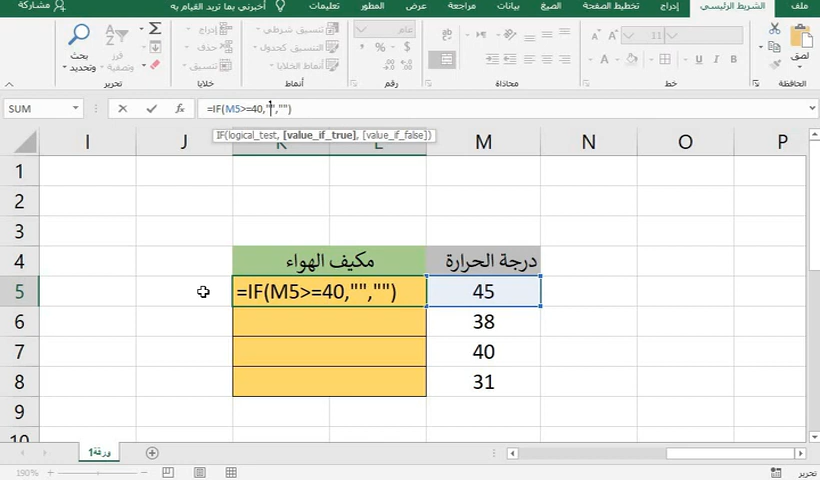 ملف الشريط الرئيسي إدراج تخطيط الصفحة الصيغ بيانات مراجعة عرض المطور تعليمات أخبرني بما تريد القيام به مشاركة
لصق
الحافظة
11
B
خط
محاذاة
عام
% 
رقم
تنسيق شرطي
التنسيق كجدول
أنماط الخلايا
أنماط
إدراج
حذف
تنسيق
خلايا
فرز وتصفية
بحث وتحديد
تحرير
SUM
fx
=IF(M5>=40,"","")
IF(logical_test, [value_if_true], [value_if_false])
I J K L M N O P
1
2
3
4 مكيف الهواء درجة الحرارة
5 =IF(M5>=40,"","") 45
6 38
7 40
8 31
9
10
ورقة1
190%
تحرير